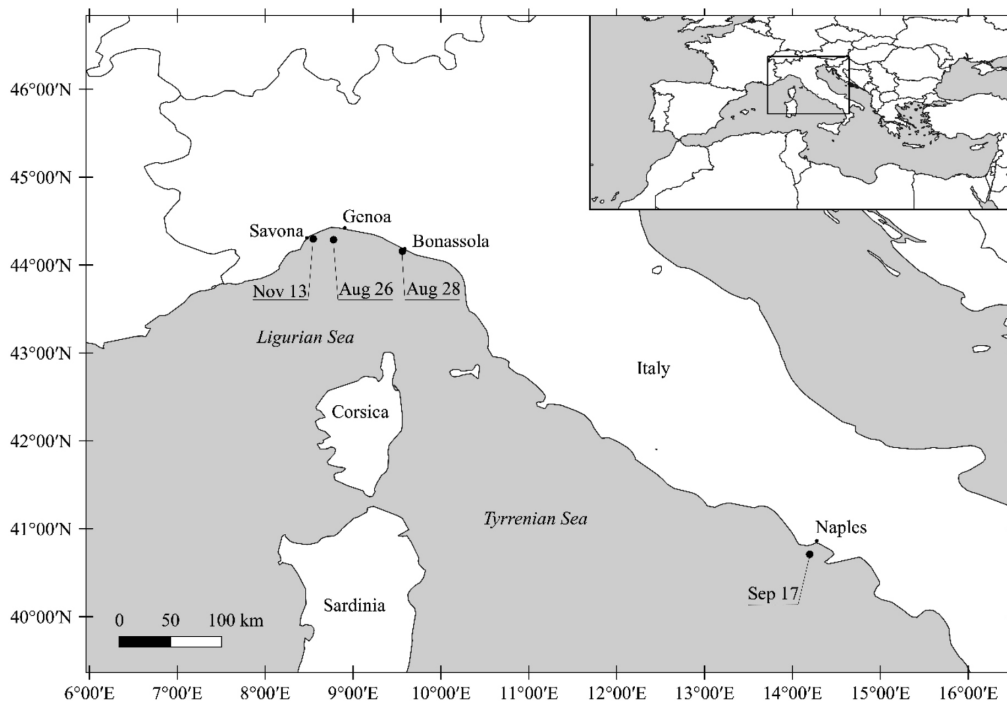 46°00′N
45°00′N
44°00′N
43°00′N
42°00′N
41°00′N
40°00′N
Savona
Genoa
Bonassola
Nov 13
Aug 26
Aug 28
Ligurian Sea
Italy
Corsica
Tyrrenian Sea
Naples
Sep 17
Sardinia
0 50 100 km
6°00′E 7°00′E 8°00′E 9°00′E 10°00′E 11°00′E 12°00′E 13°00′E 14°00′E 15°00′E 16°00′E